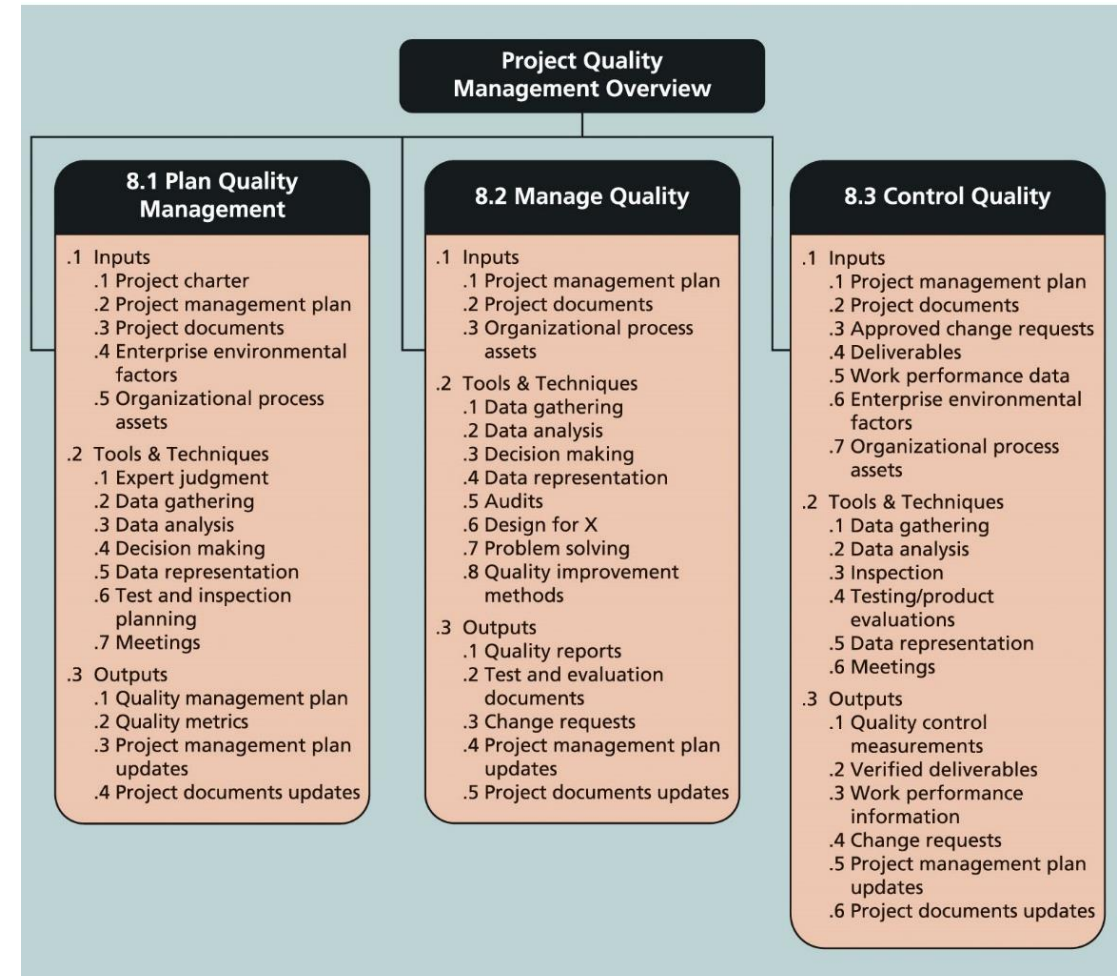 Project Quality
Management Overview
8.1 Plan Quality
Management
.1 Inputs
.1 Project charter
.2 Project management plan
.3 Project documents
.4 Enterprise environmental
factors
.5 Organizational process
assets
.2 Tools & Techniques
.1 Expert judgment
.2 Data gathering
.3 Data analysis
.4 Decision making
.5 Data representation
.6 Test and inspection
planning
.7 Meetings
.3 Outputs
.1 Quality management plan
.2 Quality metrics
.3 Project management plan
updates
.4 Project documents updates
8.2 Manage Quality
.1 Inputs
.1 Project management plan
.2 Project documents
.3 Organizational process
assets
.2 Tools & Techniques
.1 Data gathering
.2 Data analysis
.3 Decision making
.4 Data representation
.5 Audits
.6 Design for X
.7 Problem solving
.8 Quality improvement
methods
.3 Outputs
.1 Quality reports
.2 Test and evaluation
documents
.3 Change requests
.4 Project management plan
updates
.5 Project documents updates
8.3 Control Quality
.1 Inputs
.1 Project management plan
.2 Project documents
.3 Approved change requests
.4 Deliverables
.5 Work performance data
.6 Enterprise environmental
factors
.7 Organizational process
assets
.2 Tools & Techniques
.1 Data gathering
.2 Data analysis
.3 Inspection
.4 Testing/product
evaluations
.5 Data representation
.6 Meetings
.3 Outputs
.1 Quality control
measurements
.2 Verified deliverables
.3 Work performance
information
.4 Change requests
.5 Project management plan
updates
.6 Project documents updates